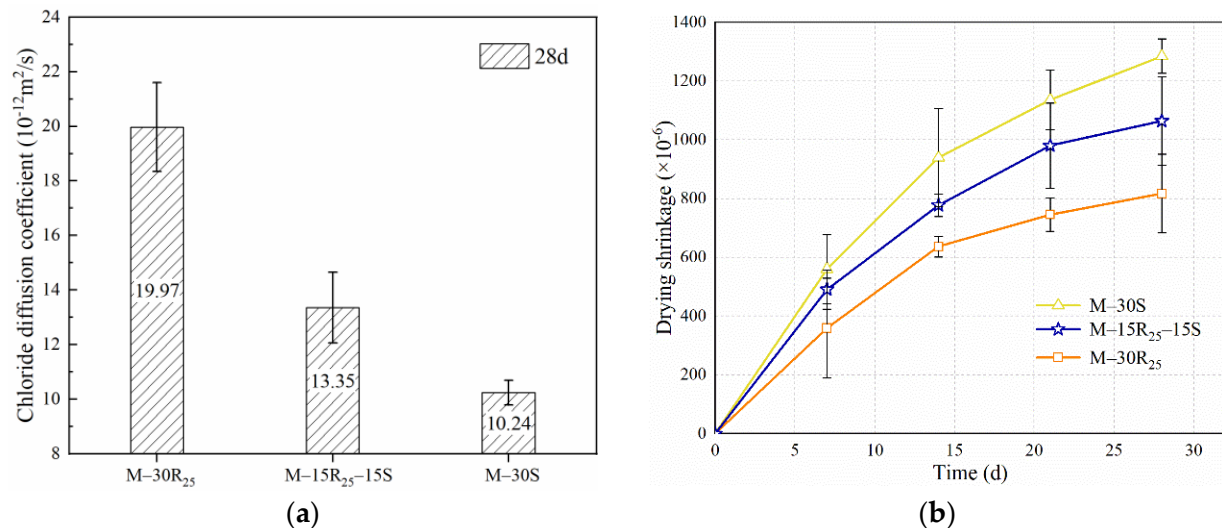 Chloride diffusion coefficient (10⁻¹²m²/s)
24
22
20
18
16
14
12
10
8
28d
19.97
13.35
10.24
M–30R₂₅
M–15R₂₅–15S
M–30S
(a)
Drying shrinkage (×10⁻⁶)
1400
1200
1000
800
600
400
200
0
M–30S
M–15R₂₅–15S
M–30R₂₅
0 5 10 15 20 25 30
Time (d)
(b)